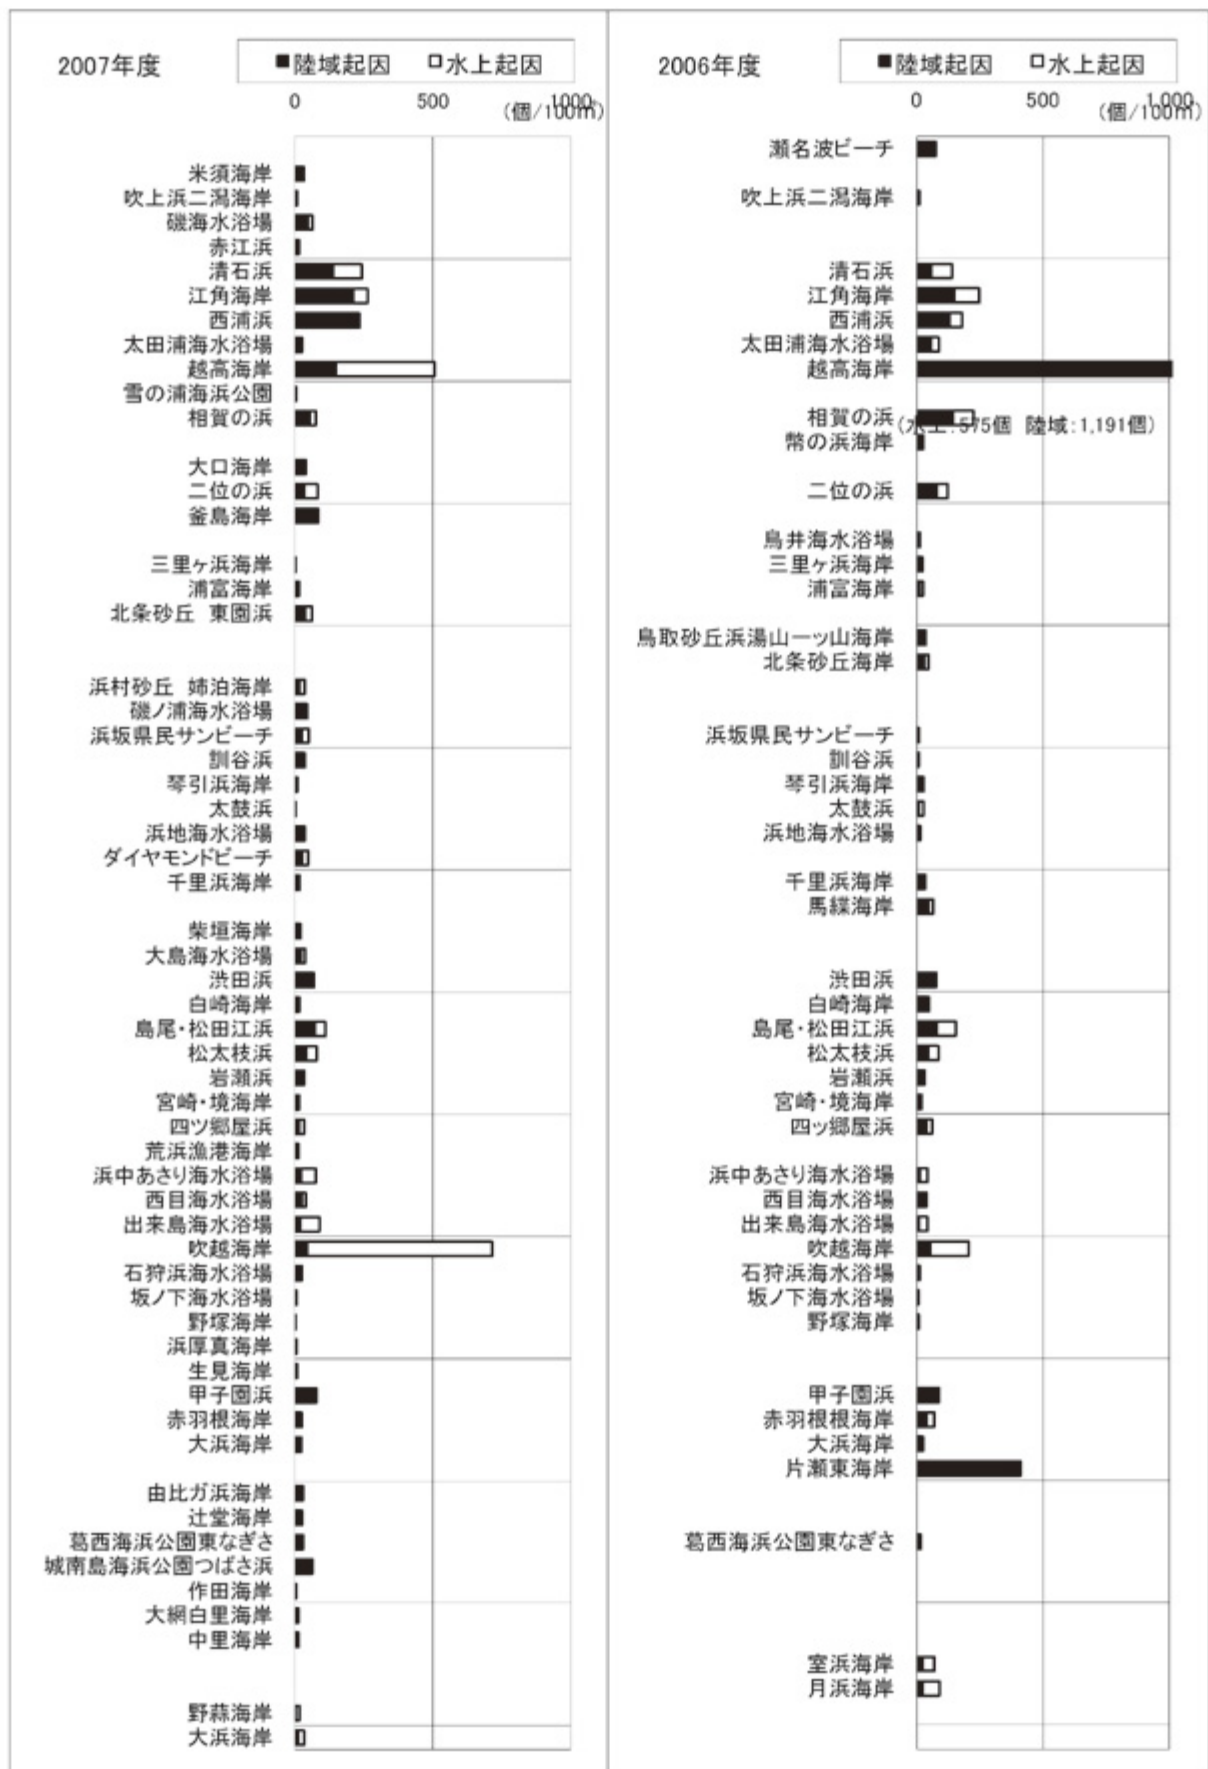 2007年度
■陸域起因 □水上起因
0 500 1000
(個/100㎡)
米須海岸
吹上浜二潟海岸
磯海水浴場
赤江浜
清石浜
江角海岸
西浦浜
太田浦海水浴場
越高海岸
雪の浦海浜公園
相賀の浜
大口海岸
二位の浜
釜島海岸
三里ヶ浜海岸
浦富海岸
北条砂丘 東園浜
浜村砂丘 姉泊海岸
磯ノ浦海水浴場
浜坂県民サンビーチ
訓谷浜
琴引浜海岸
太鼓浜
浜地海水浴場
ダイヤモンドビーチ
千里浜海岸
柴垣海岸
大島海水浴場
渋田浜
白崎海岸
島尾・松田江浜
松太枝浜
岩瀬浜
宮崎・境海岸
四ツ郷屋浜
荒浜漁港海岸
浜中あさり海水浴場
西目海水浴場
出来島海水浴場
吹越海岸
石狩浜海水浴場
坂ノ下海水浴場
野塚海岸
浜厚真海岸
生見海岸
甲子園浜
赤羽根海岸
大浜海岸
由比ガ浜海岸
辻堂海岸
葛西海浜公園東なぎさ
城南島海浜公園つばさ浜
作田海岸
大網白里海岸
中里海岸
野蒜海岸
大浜海岸
2006年度
■陸域起因 □水上起因
0 500 1,000
(個/100㎡)
瀬名波ビーチ
吹上浜二潟海岸
清石浜
江角海岸
西浦浜
太田浦海水浴場
越高海岸
相賀の浜
(水上:575個 陸域:1,191個)
幣の浜海岸
二位の浜
鳥井海水浴場
三里ヶ浜海岸
浦富海岸
鳥取砂丘浜湯山一ッ山海岸
北条砂丘海岸
浜坂県民サンビーチ
訓谷浜
琴引浜海岸
太鼓浜
浜地海水浴場
千里浜海岸
馬緤海岸
渋田浜
白崎海岸
島尾・松田江浜
松太枝浜
岩瀬浜
宮崎・境海岸
四ッ郷屋浜
浜中あさり海水浴場
西目海水浴場
出来島海水浴場
吹越海岸
石狩浜海水浴場
坂ノ下海水浴場
野塚海岸
甲子園浜
赤羽根根海岸
大浜海岸
片瀬東海岸
葛西海浜公園東なぎさ
室浜海岸
月浜海岸